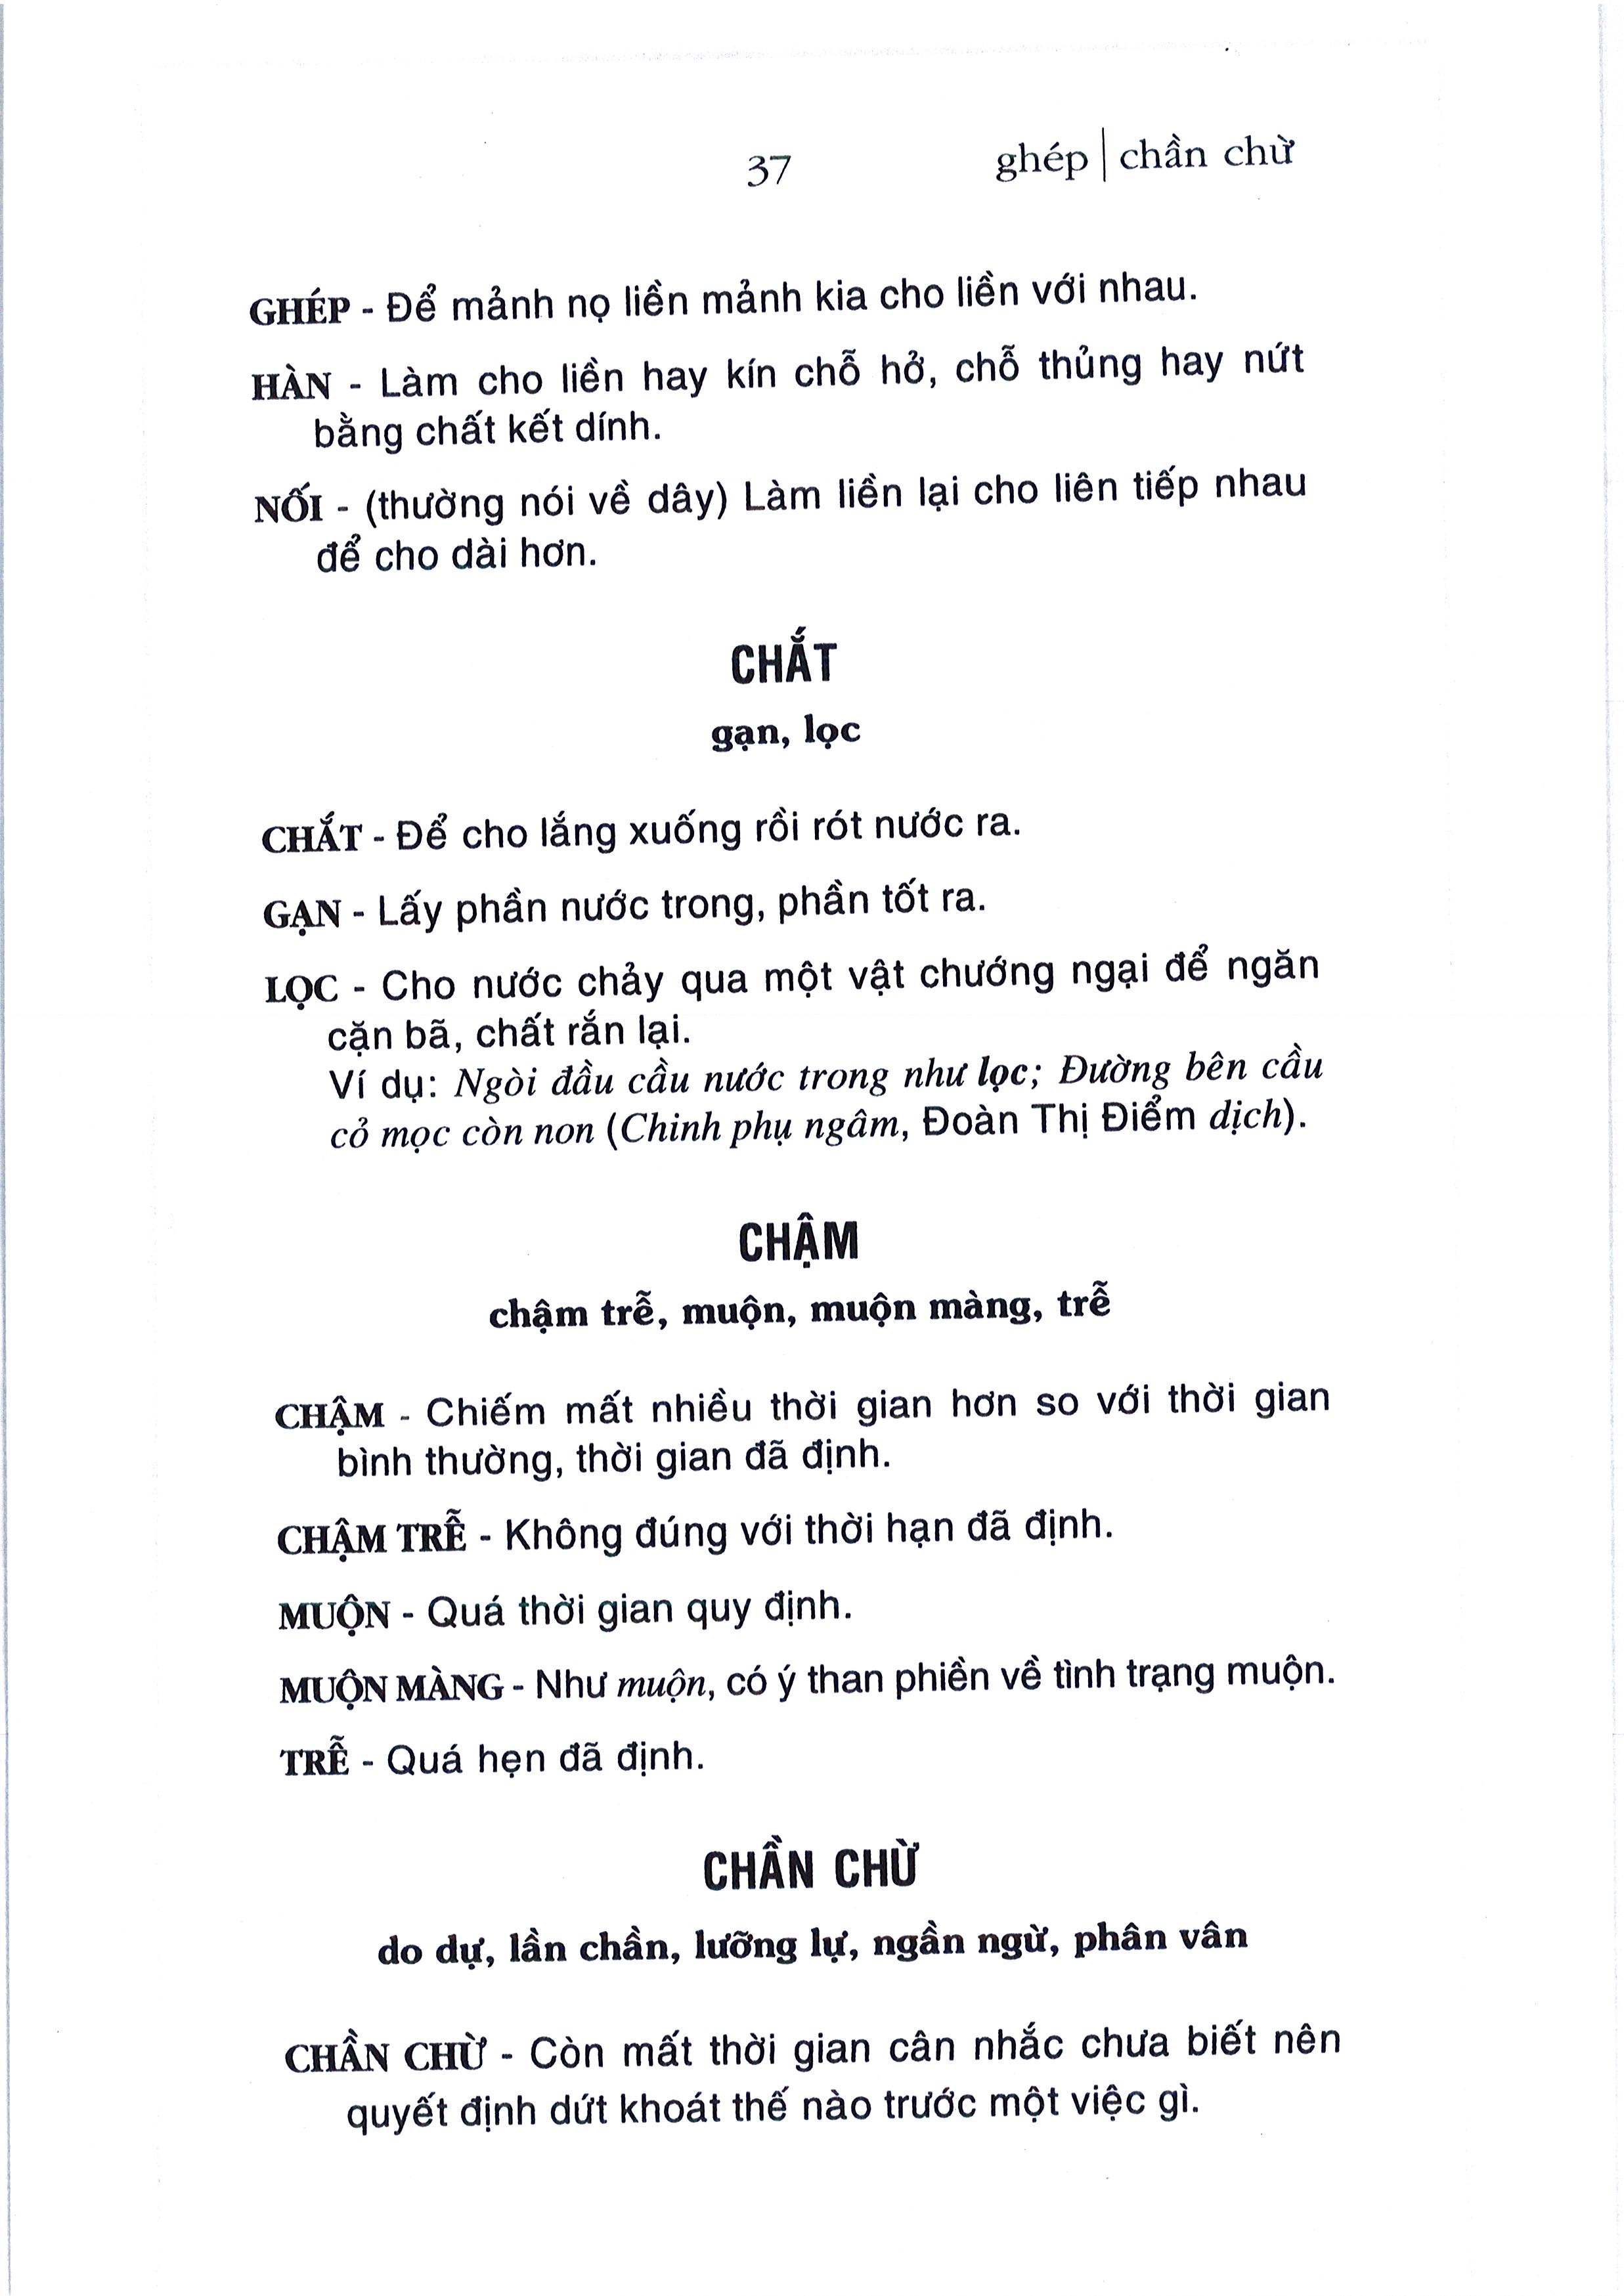 37
ghép | chần chừ
GHÉP - Để mảnh nọ liền mảnh kia cho liền với nhau.
HÀN - Làm cho liền hay kín chỗ hở, chỗ thủng hay nứt
bằng chất kết dính.
NỐI - (thường nói về dây) Làm liền lại cho liên tiếp nhau
để cho dài hơn.
CHẮT
gạn, lọc
CHẮT - Để cho lắng xuống rồi rót nước ra.
GẠN - Lấy phần nước trong, phần tốt ra.
LỌC - Cho nước chảy qua một vật chướng ngại để ngăn
cặn bã, chất rắn lại.
Ví dụ: Ngòi đầu cầu nước trong như lọc; Đường bên cầu
cỏ mọc còn non (Chinh phụ ngâm, Đoàn Thị Điểm dịch).
CHẬM
chậm trễ, muộn, muộn màng, trễ
CHẬM - Chiếm mất nhiều thời gian hơn so với thời gian
bình thường, thời gian đã định.
CHẬM TRỄ - Không đúng với thời hạn đã định.
MUỘN - Quá thời gian quy định.
MUỘN MÀNG - Như muộn, có ý than phiền về tình trạng muộn.
TRỄ - Quá hẹn đã định.
CHẦN CHỪ
do dự, lần chần, lưỡng lự, ngần ngừ, phân vân
CHẦN CHỪ - Còn mất thời gian cân nhắc chưa biết nên
quyết định dứt khoát thế nào trước một việc gì.